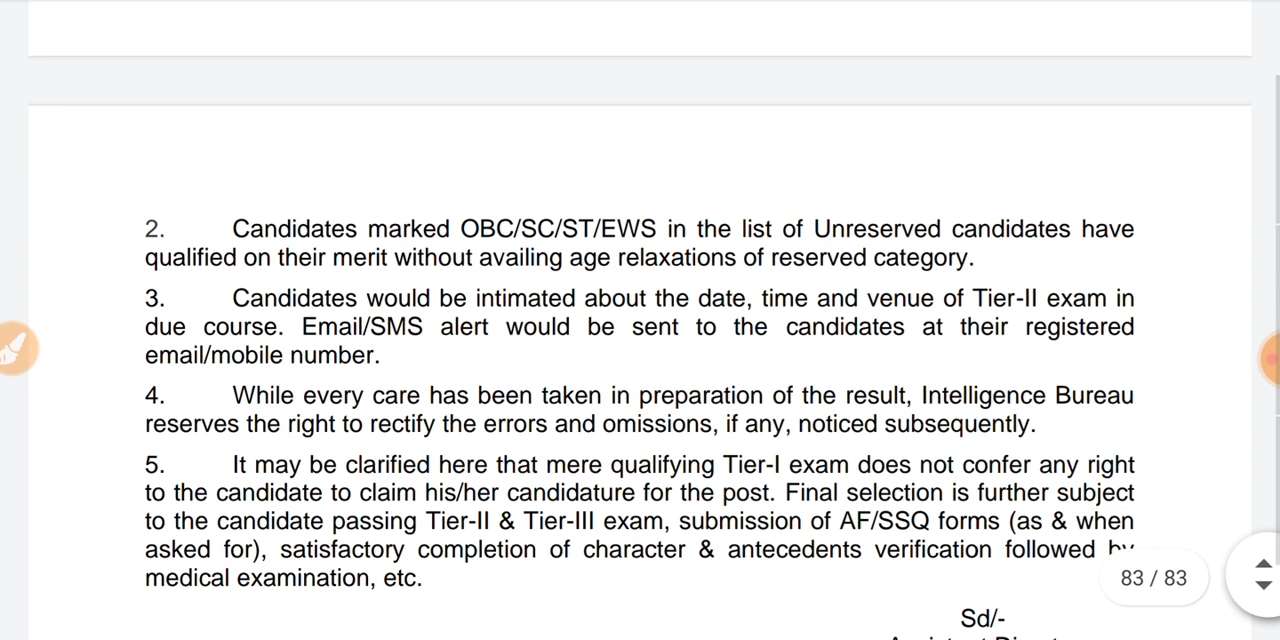 2. Candidates marked OBC/SC/ST/EWS in the list of Unreserved candidates have
qualified on their merit without availing age relaxations of reserved category.
3. Candidates would be intimated about the date, time and venue of Tier-II exam in
due course. Email/SMS alert would be sent to the candidates at their registered
email/mobile number.
4. While every care has been taken in preparation of the result, Intelligence Bureau
reserves the right to rectify the errors and omissions, if any, noticed subsequently.
5. It may be clarified here that mere qualifying Tier-I exam does not confer any right
to the candidate to claim his/her candidature for the post. Final selection is further subject
to the candidate passing Tier-II & Tier-III exam, submission of AF/SSQ forms (as & when
asked for), satisfactory completion of character & antecedents verification followed by
medical examination, etc.
83 / 83
Sd/-